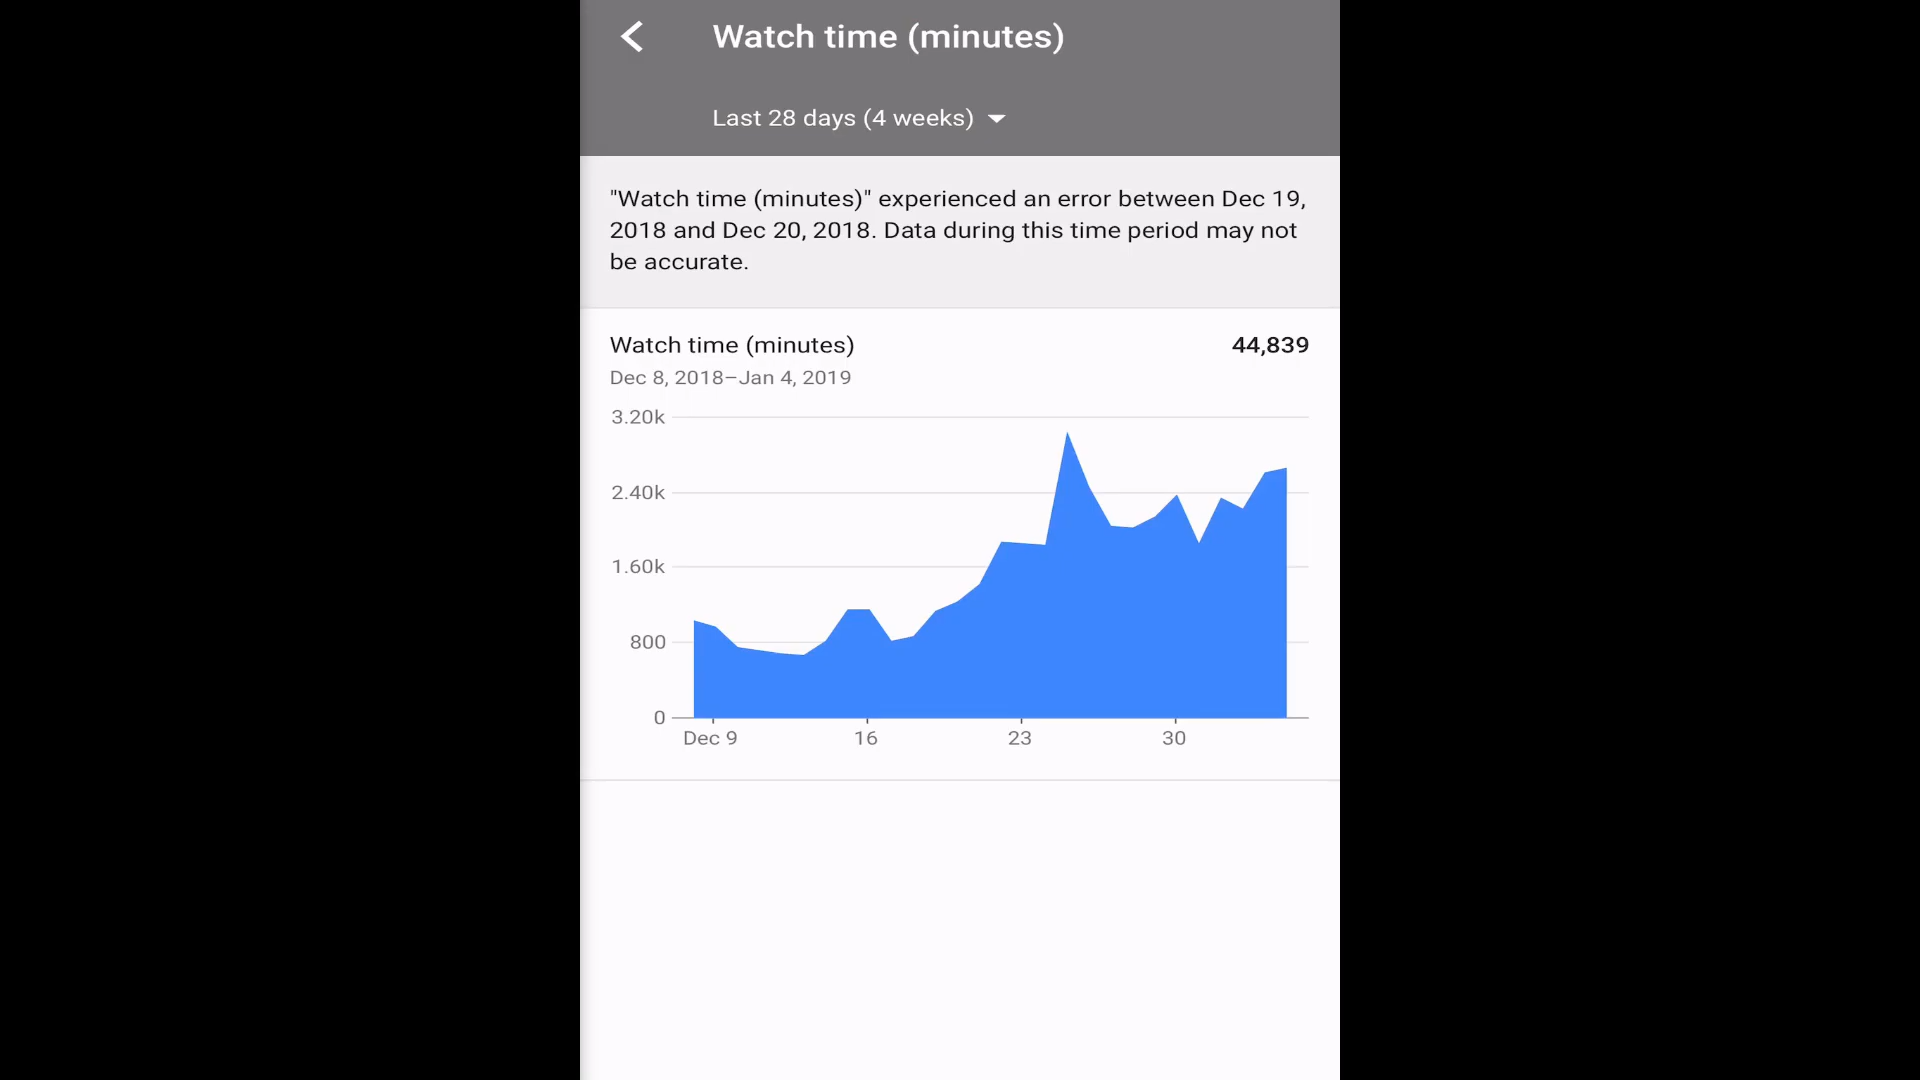 Watch time (minutes)
Last 28 days (4 weeks)
"Watch time (minutes)" experienced an error between Dec 19,
2018 and Dec 20, 2018. Data during this time period may not
be accurate.
Watch time (minutes) 44,839
Dec 8, 2018–Jan 4, 2019
3.20k
2.40k
1.60k
800
0
Dec 9 16 23 30